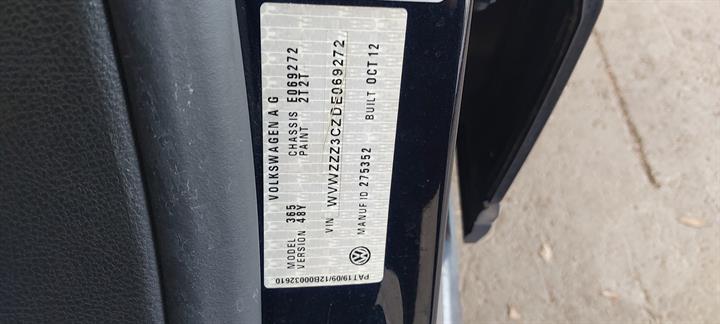 VOLKSWAGEN A G
MODEL 365 CHASSIS E069272
VERSION 48Y PAINT 2T2T
VIN WVWZZZ3CZDE069272
MANUF ID 275352 BUILT OCT 12
PAT19/09/12B00032610